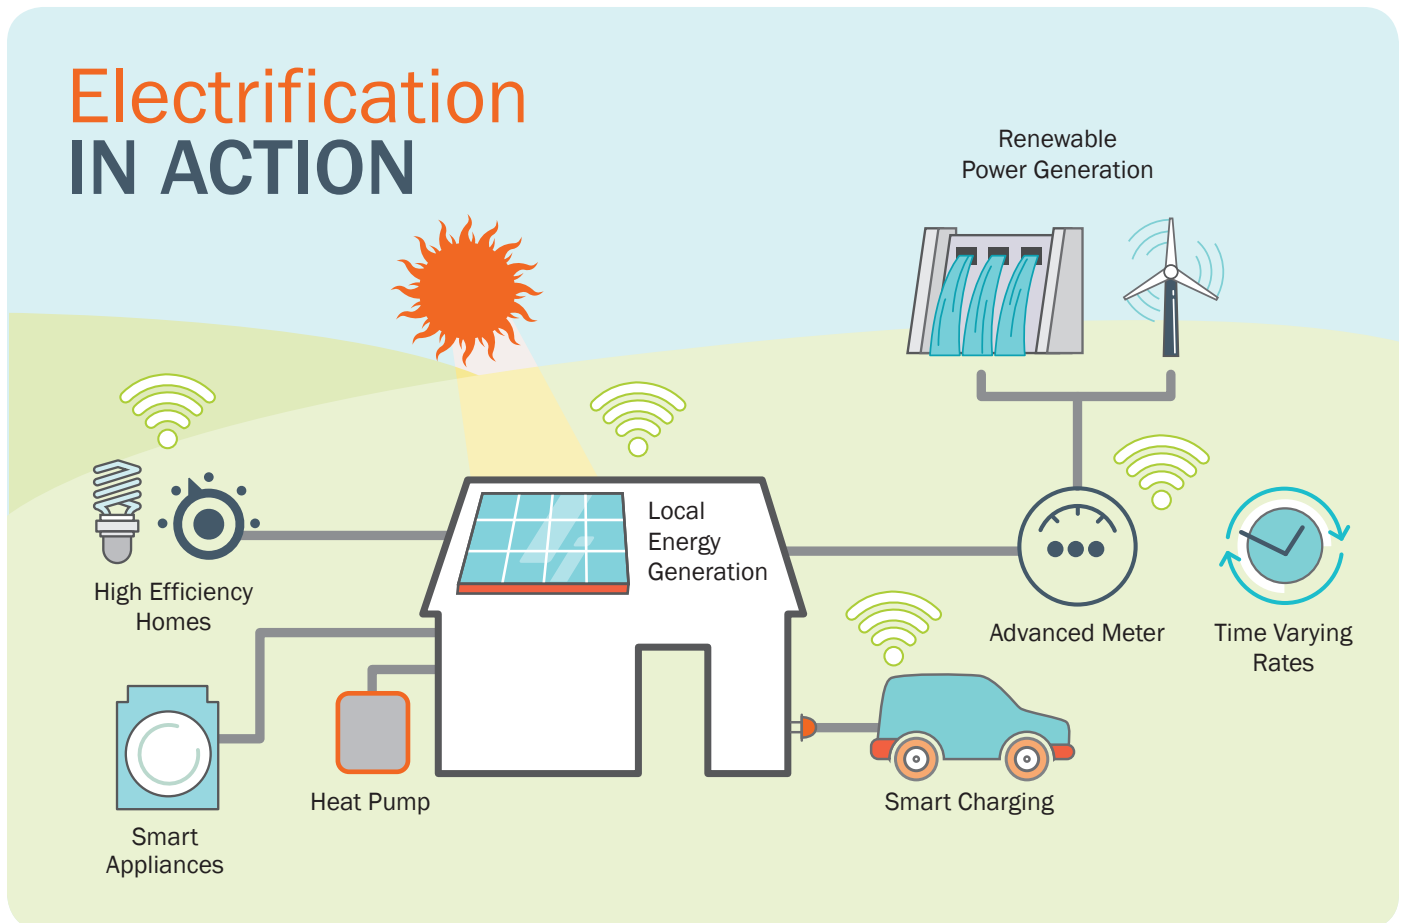 Electrification
IN ACTION
Renewable
Power Generation
Local
Energy
Generation
High Efficiency
Homes
Advanced Meter
Time Varying
Rates
Heat Pump
Smart Charging
Smart
Appliances